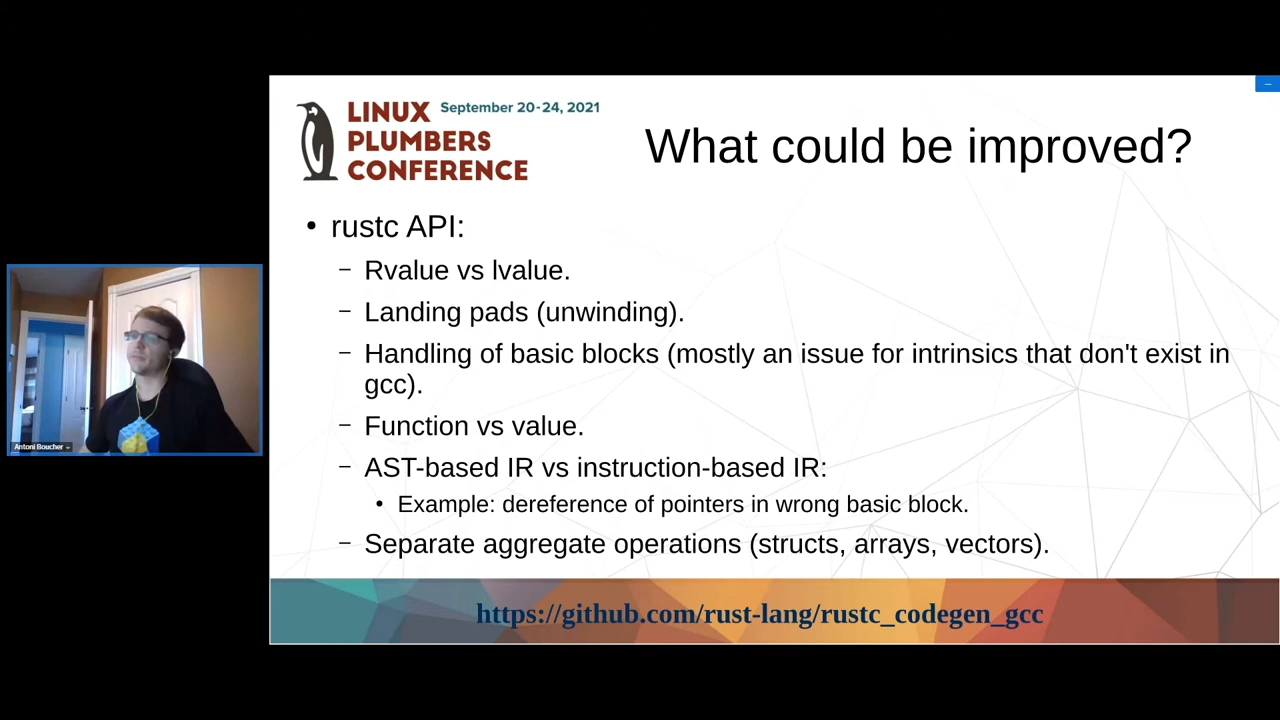 LINUX September 20-24, 2021
PLUMBERS
CONFERENCE
What could be improved?
• rustc API:
– Rvalue vs lvalue.
– Landing pads (unwinding).
– Handling of basic blocks (mostly an issue for intrinsics that don't exist in
gcc).
– Function vs value.
– AST-based IR vs instruction-based IR:
• Example: dereference of pointers in wrong basic block.
– Separate aggregate operations (structs, arrays, vectors).
Antoni Boucher
https://github.com/rust-lang/rustc_codegen_gcc